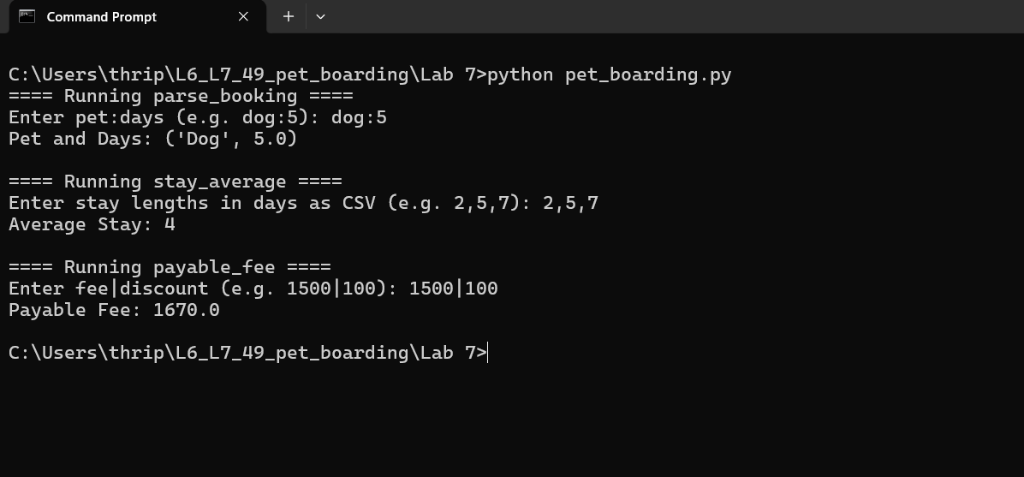 Command Prompt
C:\Users\thrip\L6_L7_49_pet_boarding\Lab 7>python pet_boarding.py
==== Running parse_booking ====
Enter pet:days (e.g. dog:5): dog:5
Pet and Days: ('Dog', 5.0)
==== Running stay_average ====
Enter stay lengths in days as CSV (e.g. 2,5,7): 2,5,7
Average Stay: 4
==== Running payable_fee ====
Enter fee|discount (e.g. 1500|100): 1500|100
Payable Fee: 1670.0
C:\Users\thrip\L6_L7_49_pet_boarding\Lab 7>